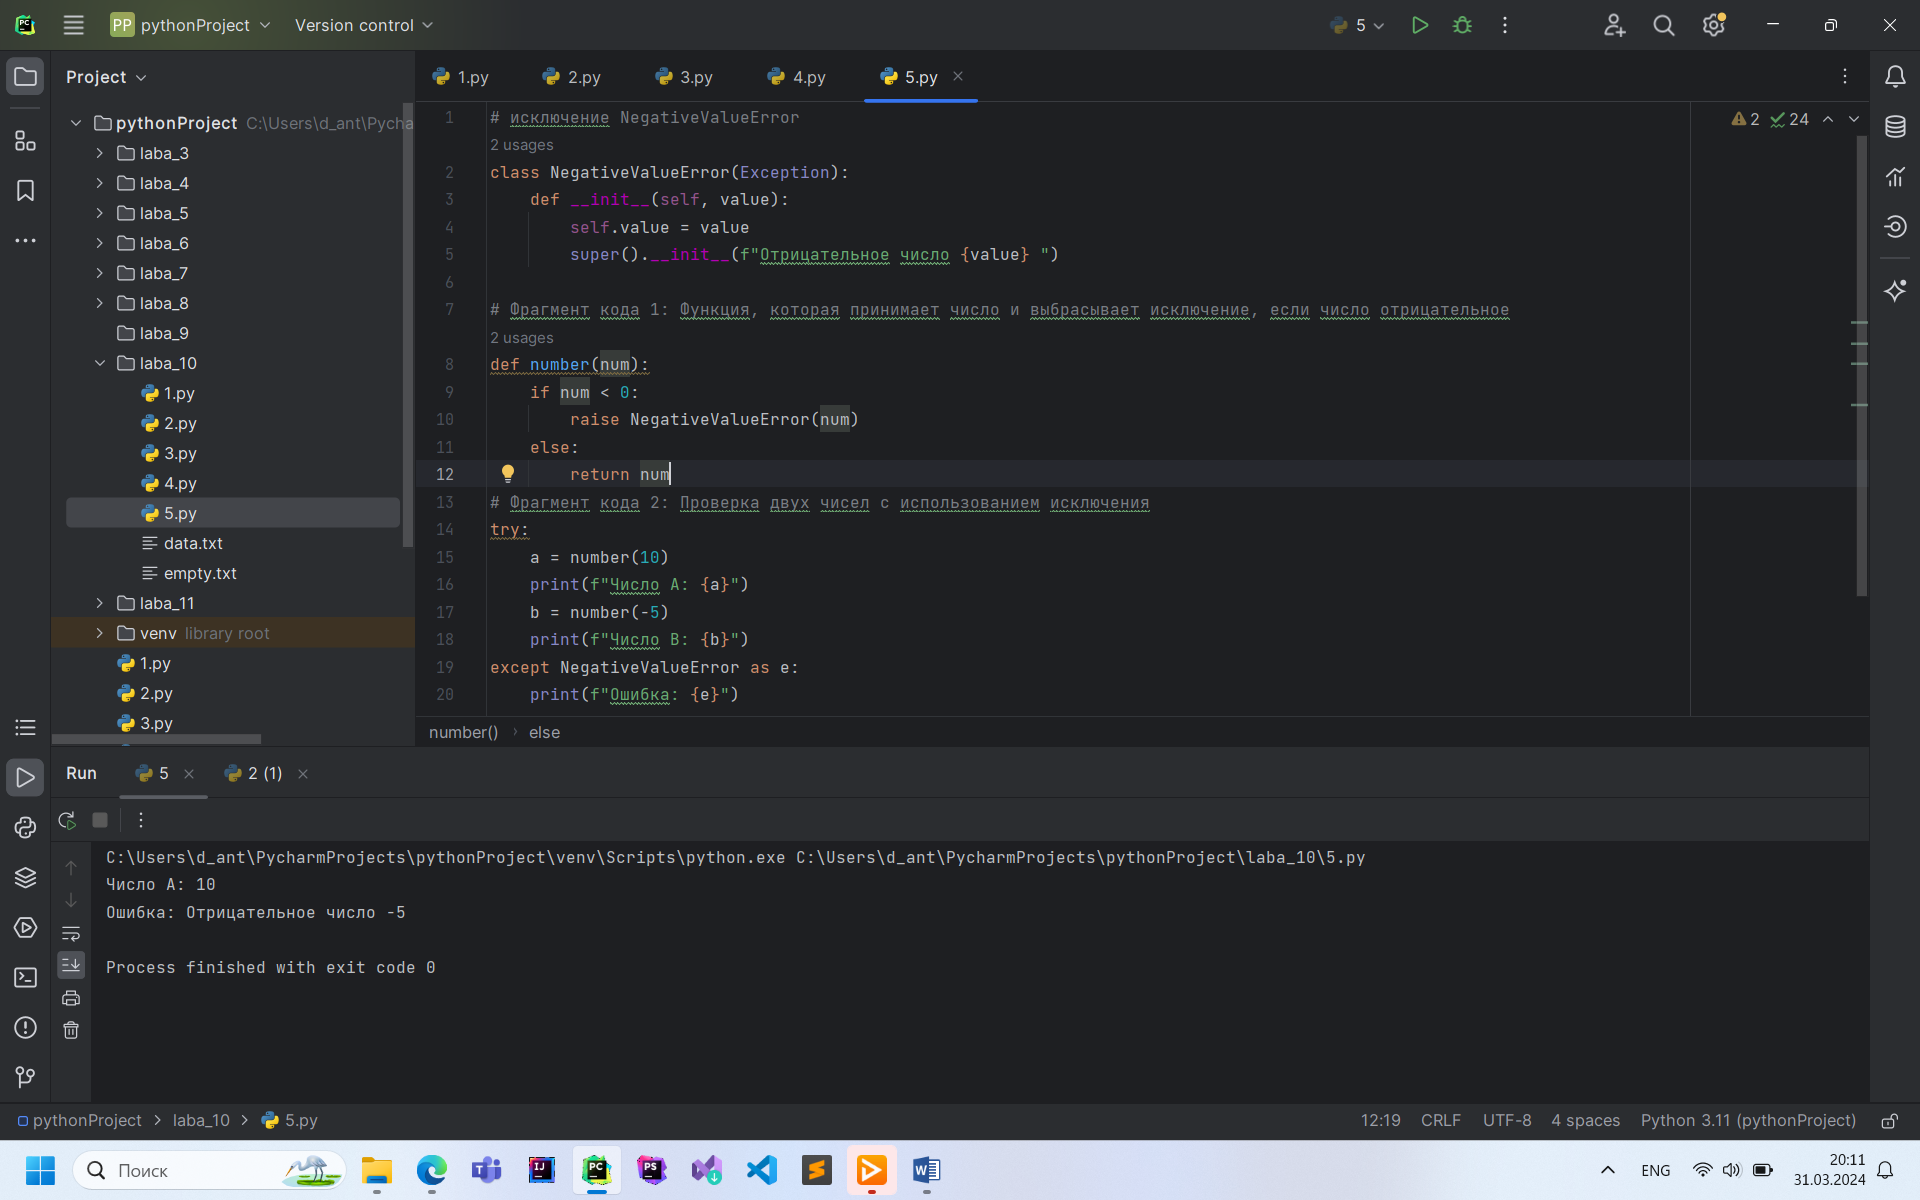 PP pythonProject Version control 5
Project
1.py 2.py 3.py 4.py 5.py
pythonProject C:\Users\d_ant\Pycha
laba_3
laba_4
laba_5
laba_6
laba_7
laba_8
laba_9
laba_10
1.py
2.py
3.py
4.py
5.py
data.txt
empty.txt
laba_11
venv library root
1.py
2.py
3.py
2 24
1 # исключение NegativeValueError
2 usages
2 class NegativeValueError(Exception):
3 def __init__(self, value):
4 self.value = value
5 super().__init__(f"Отрицательное число {value} ")
6
7 # Фрагмент кода 1: Функция, которая принимает число и выбрасывает исключение, если число отрицательное
2 usages
8 def number(num):
9 if num < 0:
10 raise NegativeValueError(num)
11 else:
12 return num
13 # Фрагмент кода 2: Проверка двух чисел с использованием исключения
14 try:
15 a = number(10)
16 print(f"Число A: {a}")
17 b = number(-5)
18 print(f"Число B: {b}")
19 except NegativeValueError as e:
20 print(f"Ошибка: {e}")
number() › else
Run 5 2 (1)
C:\Users\d_ant\PycharmProjects\pythonProject\venv\Scripts\python.exe C:\Users\d_ant\PycharmProjects\pythonProject\laba_10\5.py
Число A: 10
Ошибка: Отрицательное число -5
Process finished with exit code 0
pythonProject > laba_10 > 5.py 12:19 CRLF UTF-8 4 spaces Python 3.11 (pythonProject)
Поиск
ENG
20:11
31.03.2024